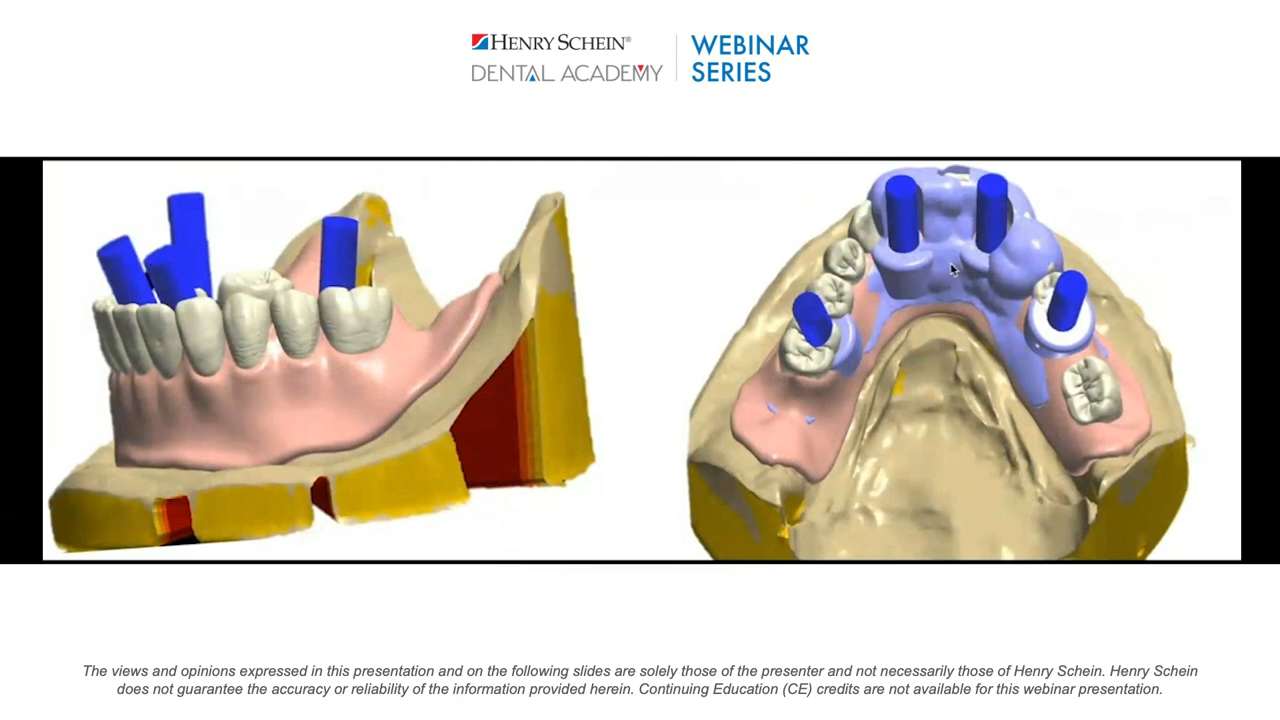 HENRY SCHEIN®
DENTAL ACADEMY
WEBINAR
SERIES
The views and opinions expressed in this presentation and on the following slides are solely those of the presenter and not necessarily those of Henry Schein. Henry Schein
does not guarantee the accuracy or reliability of the information provided herein. Continuing Education (CE) credits are not available for this webinar presentation.